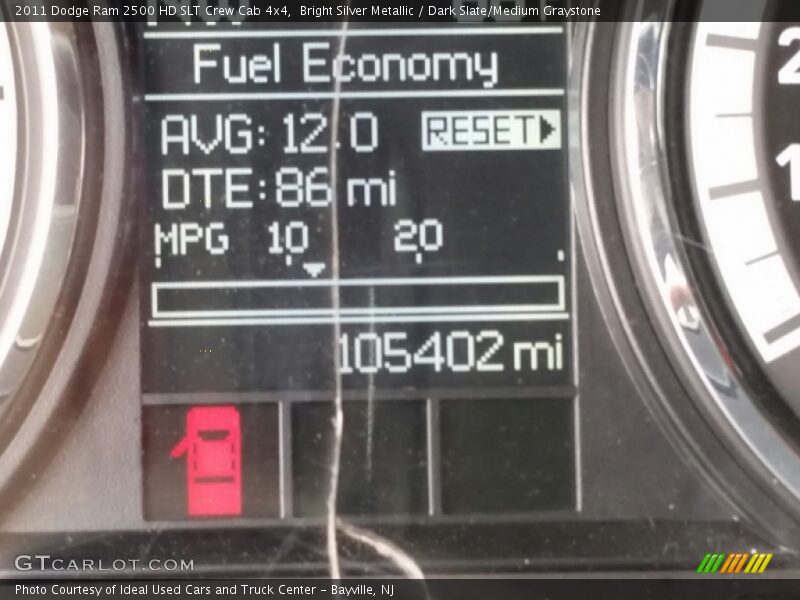 2011 Dodge Ram 2500 HD SLT Crew Cab 4x4,  Bright Silver Metallic / Dark Slate/Medium Graystone
Fuel Economy
AVG: 12.0 RESET
DTE: 86 mi
MPG 10 20
105402 mi
2
1
GTCARLOT.COM
Photo Courtesy of Ideal Used Cars and Truck Center – Bayville, NJ